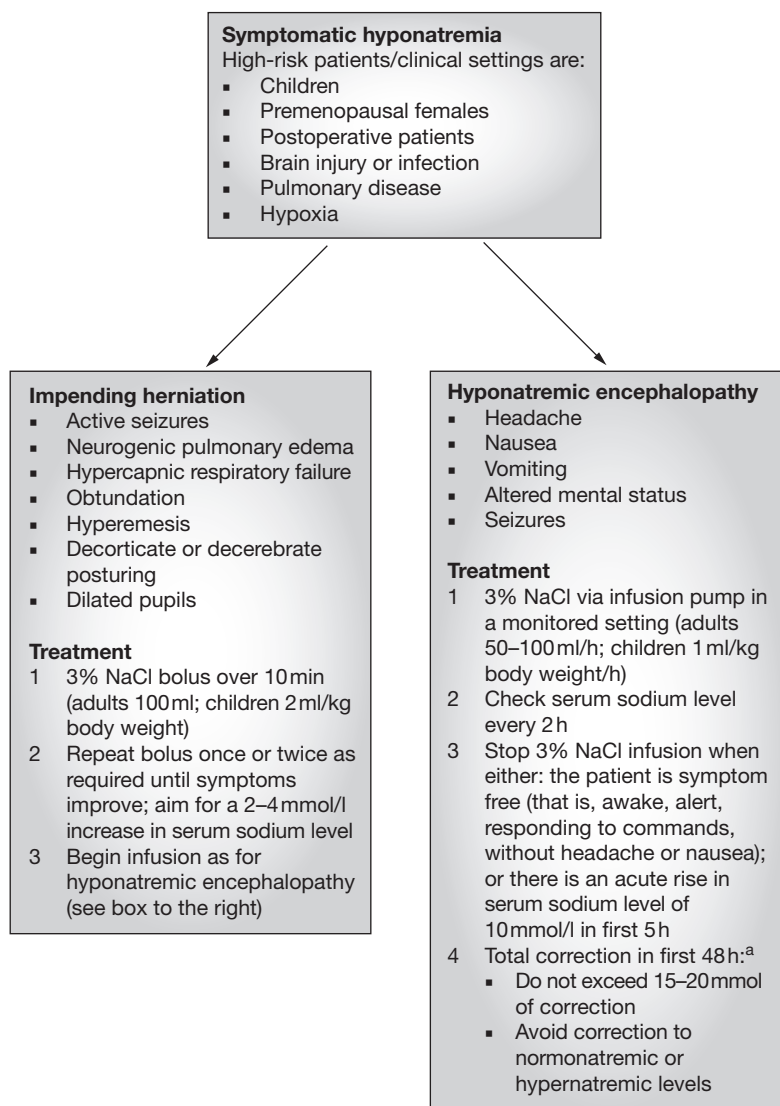 Symptomatic hyponatremia
High-risk patients/clinical settings are:
▪ Children
▪ Premenopausal females
▪ Postoperative patients
▪ Brain injury or infection
▪ Pulmonary disease
▪ Hypoxia
Impending herniation
▪ Active seizures
▪ Neurogenic pulmonary edema
▪ Hypercapnic respiratory failure
▪ Obtundation
▪ Hyperemesis
▪ Decorticate or decerebrate
posturing
▪ Dilated pupils
Treatment
1 3% NaCl bolus over 10 min
(adults 100 ml; children 2 ml/kg
body weight)
2 Repeat bolus once or twice as
required until symptoms
improve; aim for a 2–4 mmol/l
increase in serum sodium level
3 Begin infusion as for
hyponatremic encephalopathy
(see box to the right)
Hyponatremic encephalopathy
▪ Headache
▪ Nausea
▪ Vomiting
▪ Altered mental status
▪ Seizures
Treatment
1 3% NaCl via infusion pump in
a monitored setting (adults
50–100 ml/h; children 1 ml/kg
body weight/h)
2 Check serum sodium level
every 2 h
3 Stop 3% NaCl infusion when
either: the patient is symptom
free (that is, awake, alert,
responding to commands,
without headache or nausea);
or there is an acute rise in
serum sodium level of
10 mmol/l in first 5 h
4 Total correction in first 48 h:a
▪ Do not exceed 15–20 mmol
of correction
▪ Avoid correction to
normonatremic or
hypernatremic levels